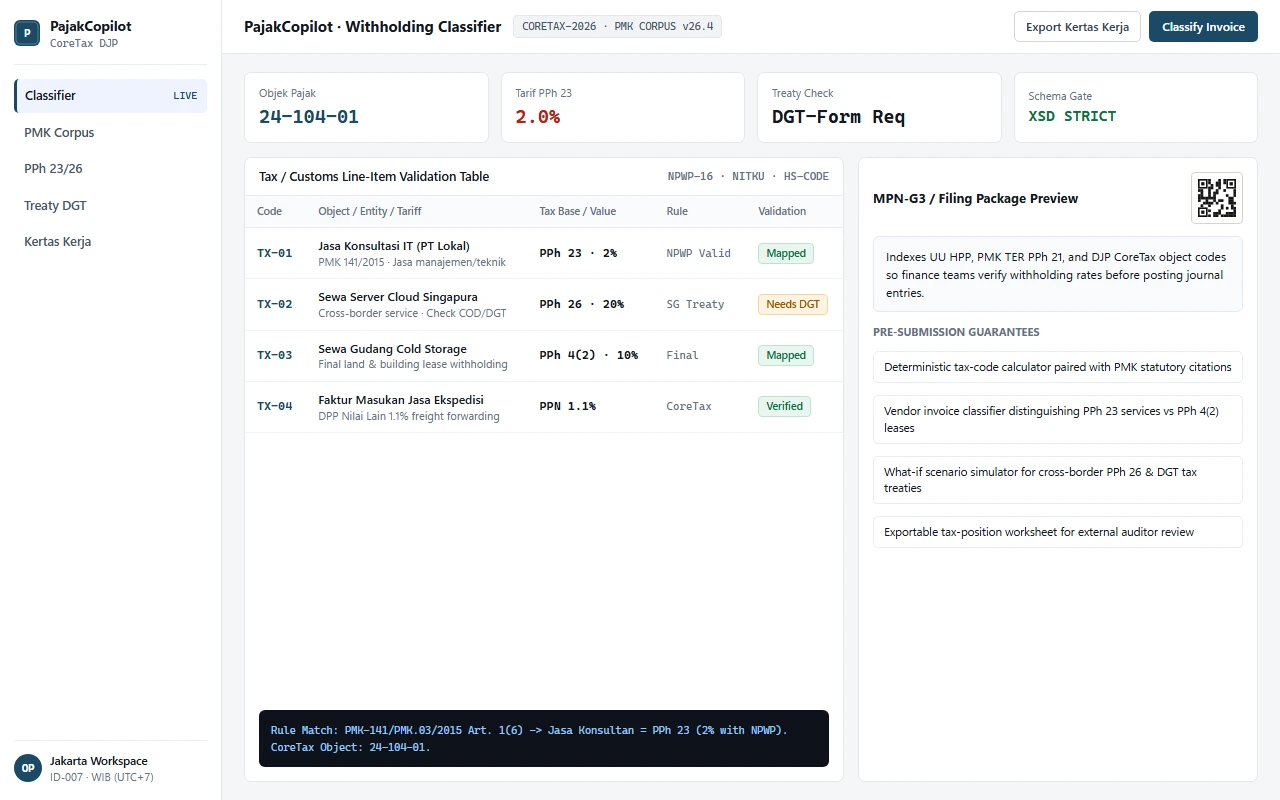 P
PajakCopilot
CoreTax DJP
Classifier
LIVE
PMK Corpus
PPh 23/26
Treaty DGT
Kertas Kerja
OP
Jakarta Workspace
ID-007 · WIB (UTC+7)
PajakCopilot · Withholding Classifier
CORETAX-2026 · PMK CORPUS v26.4
Export Kertas Kerja
Classify Invoice
Objek Pajak
24-104-01
Tarif PPh 23
2.0%
Treaty Check
DGT-Form Req
Schema Gate
XSD STRICT
Tax / Customs Line-Item Validation Table
NPWP-16 · NITKU · HS-CODE
Code Object / Entity / Tariff Tax Base / Value Rule Validation
TX-01 Jasa Konsultasi IT (PT Lokal) PPh 23 · 2% NPWP Valid Mapped
PMK 141/2015 · Jasa manajemen/teknik
TX-02 Sewa Server Cloud Singapura PPh 26 · 20% SG Treaty Needs DGT
Cross-border service · Check COD/DGT
TX-03 Sewa Gudang Cold Storage PPh 4(2) · 10% Final Mapped
Final land & building lease withholding
TX-04 Faktur Masukan Jasa Ekspedisi PPN 1.1% CoreTax Verified
DPP Nilai Lain 1.1% freight forwarding
Rule Match: PMK-141/PMK.03/2015 Art. 1(6) -> Jasa Konsultan = PPh 23 (2% with NPWP).
CoreTax Object: 24-104-01.
MPN-G3 / Filing Package Preview
Indexes UU HPP, PMK TER PPh 21, and DJP CoreTax object codes
so finance teams verify withholding rates before posting journal
entries.
PRE-SUBMISSION GUARANTEES
Deterministic tax-code calculator paired with PMK statutory citations
Vendor invoice classifier distinguishing PPh 23 services vs PPh 4(2)
leases
What-if scenario simulator for cross-border PPh 26 & DGT tax
treaties
Exportable tax-position worksheet for external auditor review